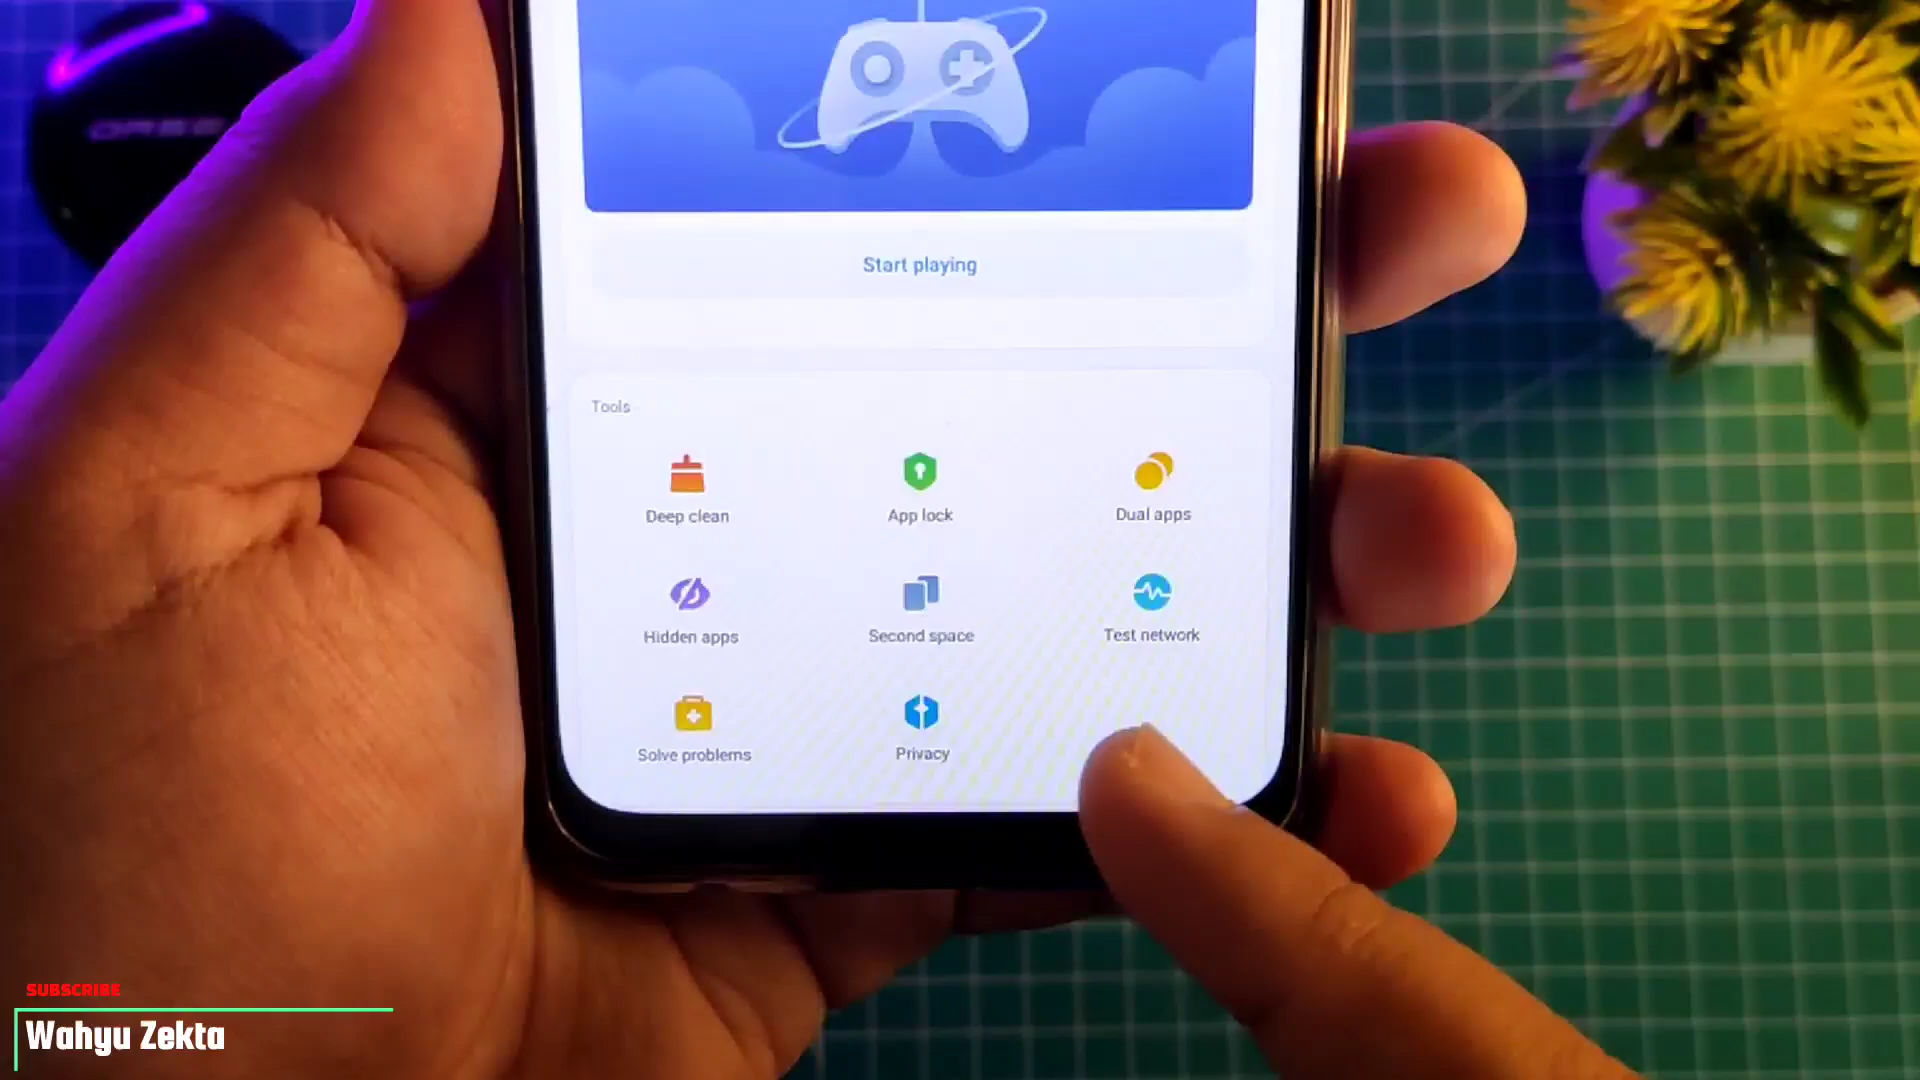 Start playing
Tools
Deep clean
App lock
Dual apps
Hidden apps
Second space
Test network
Solve problems
Privacy
SUBSCRIBE
Wahyu Zekta